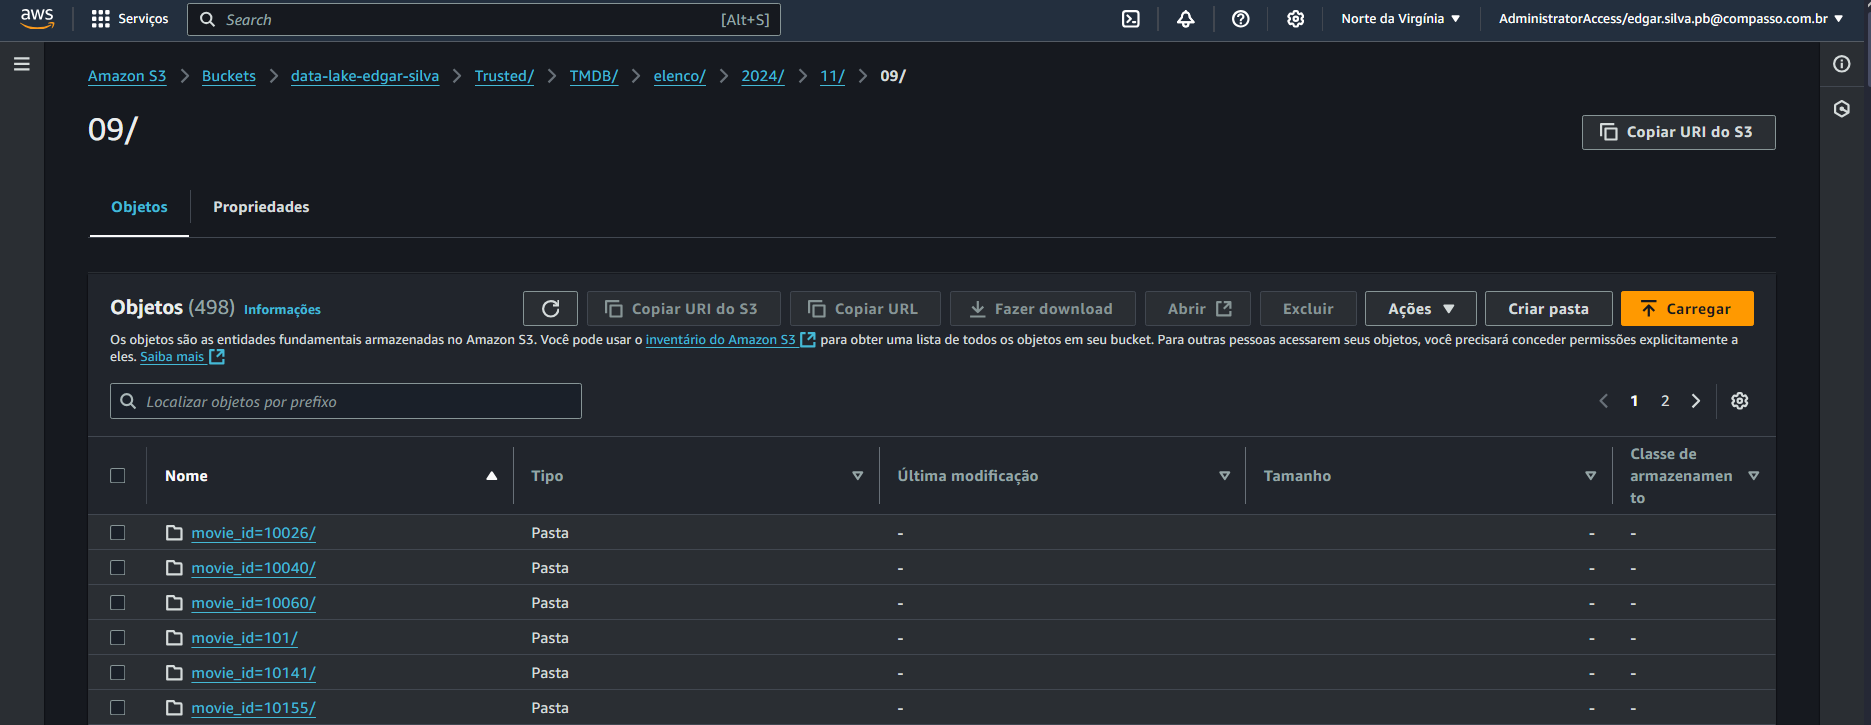 aws Serviços Search [Alt+S] Norte da Virgínia AdministratorAccess/edgar.silva.pb@compasso.com.br
Amazon S3 Buckets data-lake-edgar-silva Trusted/ TMDB/ elenco/ 2024/ 11/ 09/
09/
Copiar URI do S3
Objetos Propriedades
Objetos (498) Informações Copiar URI do S3 Copiar URL Fazer download Abrir Excluir Ações Criar pasta Carregar
Os objetos são as entidades fundamentais armazenadas no Amazon S3. Você pode usar o inventário do Amazon S3 para obter uma lista de todos os objetos em seu bucket. Para outras pessoas acessarem seus objetos, você precisará conceder permissões explicitamente a
eles. Saiba mais
Localizar objetos por prefixo
1 2
Nome Tipo Última modificação Tamanho
Classe de
armazenamen
to
movie_id=10026/ Pasta - - -
movie_id=10040/ Pasta - - -
movie_id=10060/ Pasta - - -
movie_id=101/ Pasta - - -
movie_id=10141/ Pasta - - -
movie_id=10155/ Pasta - - -